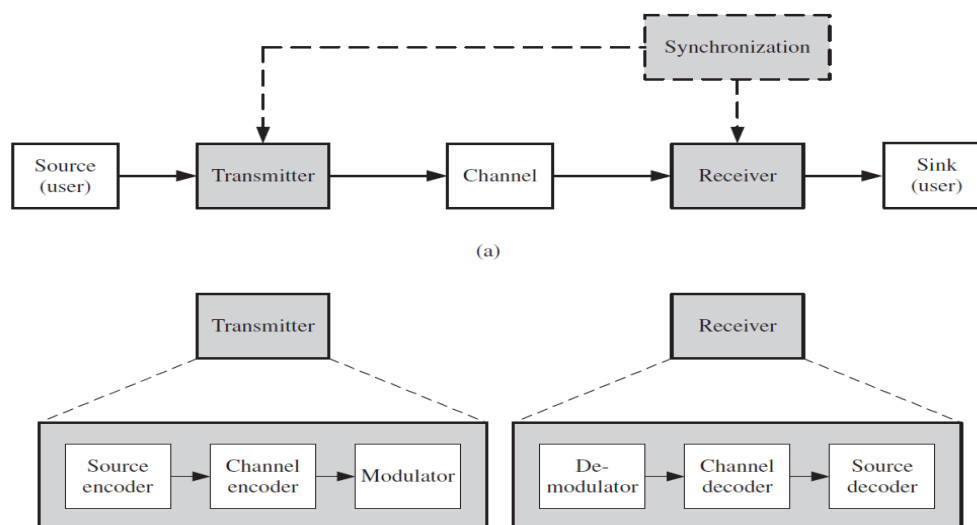 Synchronization
Source
(user)
Transmitter
Channel
Receiver
Sink
(user)
(a)
Transmitter
Receiver
Source
encoder
Channel
encoder
Modulator
De-
modulator
Channel
decoder
Source
decoder